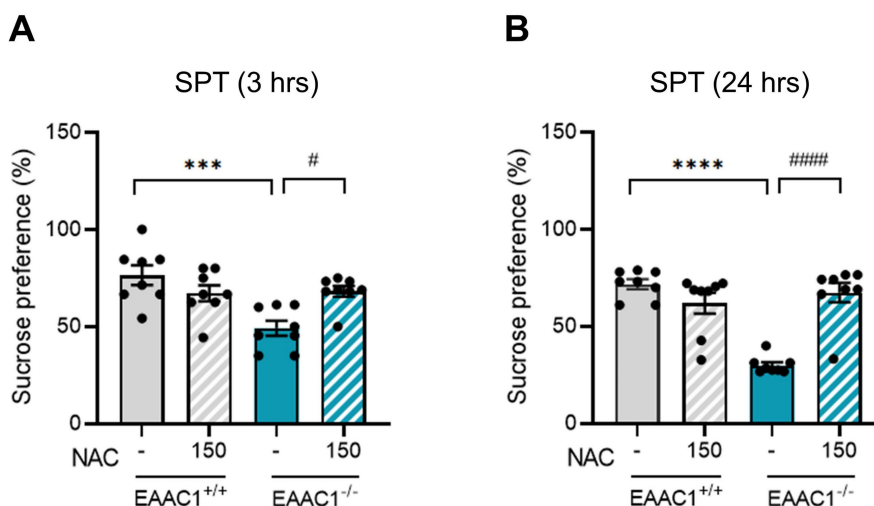 A
SPT (3 hrs)
Sucrose preference (%)
150
100
50
0
***
#
NAC - 150 - 150
EAAC1+/+ EAAC1-/-
B
SPT (24 hrs)
Sucrose preference (%)
150
100
50
0
****
####
NAC - 150 - 150
EAAC1+/+ EAAC1-/-